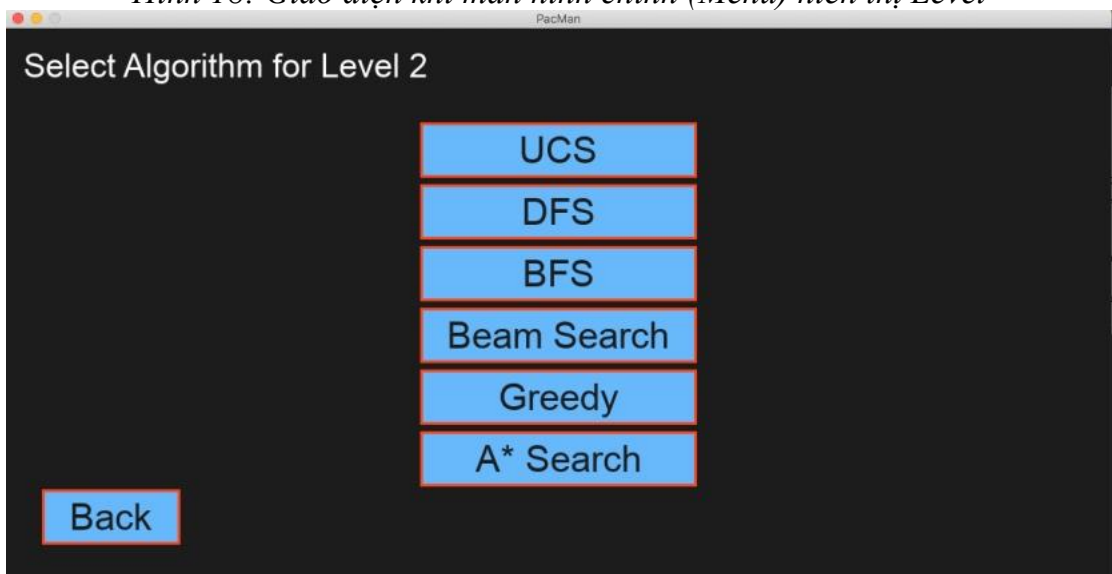 PacMan
Select Algorithm for Level 2
UCS
DFS
BFS
Beam Search
Greedy
A* Search
Back